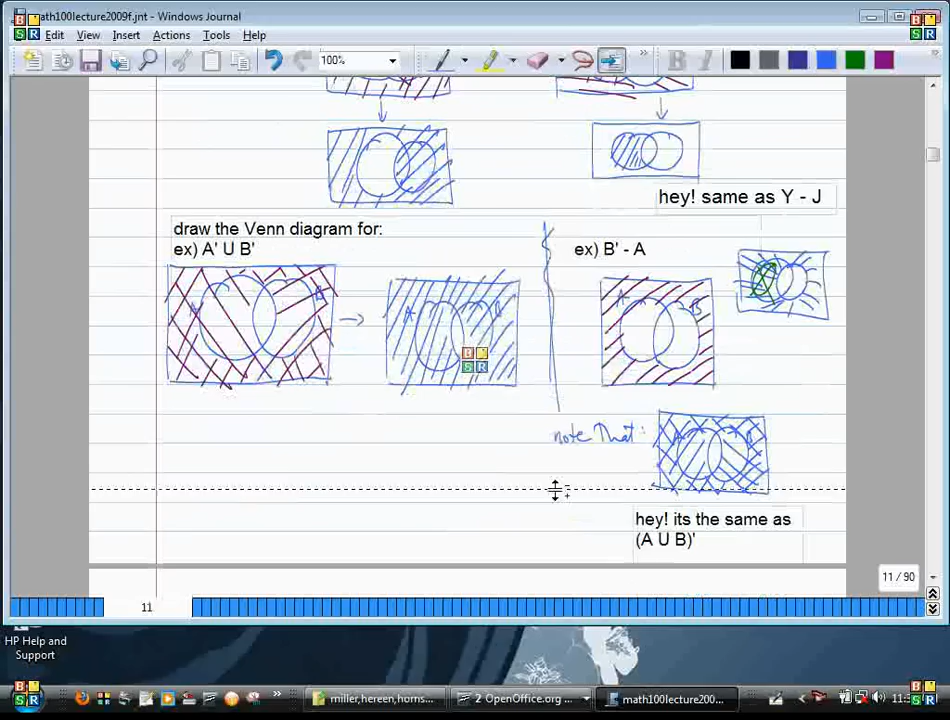 math100lecture2009f.jnt - Windows Journal
Edit View Insert Actions Tools Help
100%
hey! same as Y - J
draw the Venn diagram for:
ex) A' U B'
ex) B' - A
A B
A B
A B
note That:
A B
hey! its the same as
(A U B)'
11 / 90
11
HP Help and
Support
miller,hereen,horns...
2 OpenOffice.org ...
math100lecture200...